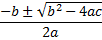 −b ± √b² − 4ac
2a